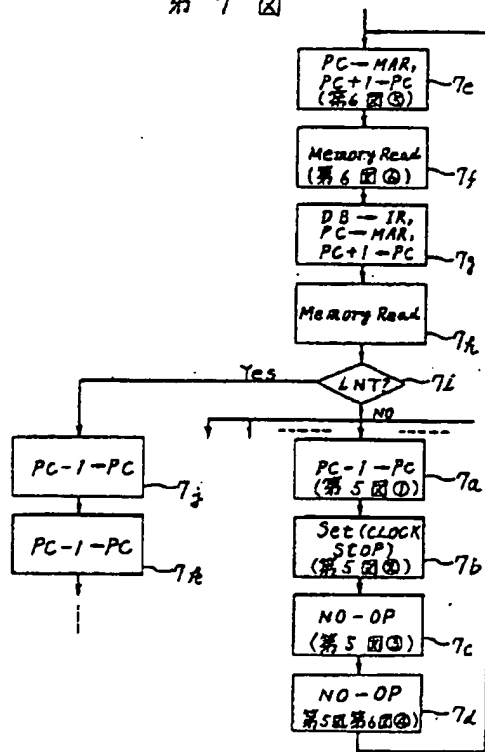 第 7 図
PC→MAR,
PC+1→PC
(第6図⑤)
7e
Memory Read
(第6図⑥)
7f
DB→IR,
PC→MAR,
PC+1→PC
7g
Memory Read
7h
INT?
7i
Yes
NO
PC-1→PC
7j
PC-1→PC
7k
PC-1→PC
(第5図①)
7a
Set(CLOCK
STOP)
(第5図②)
7b
NO-OP
(第5図③)
7c
NO-OP
第5図,第6図④)
7d